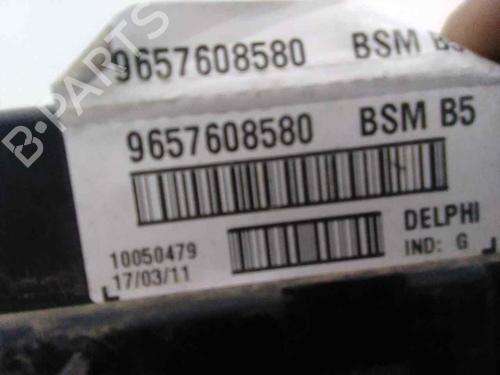 9657608580 BSM B5
9657608580 BSM B5
10050479
17/03/11
DELPHI
IND: G
B-PARTS